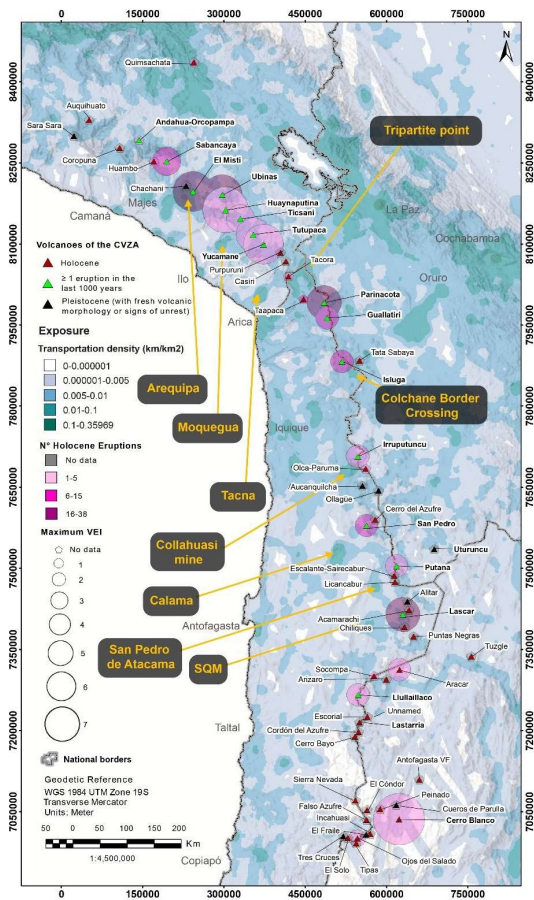 0 150000 300000 450000 600000 750000
N
8400000
8250000
8100000
7950000
7800000
7650000
7500000
7350000
7200000
7050000
Quimsachata
Auquihuato
Sara Sara
Andahua-Orcopampa
Coropuna
Sabancaya
Huambo
El Misti
Chachani
Ubinas
Tripartite point
Camaná
Majes
Huaynaputina
Ticsani
La Paz
Tutupaca
Cochabamba
Yucamane
Purpuruni
Tacora
Casiri
Ilo
Oruro
Taapaca
Parinacota
Arica
Guallatiri
Tata Sabaya
Isluga
Arequipa
Colchane Border
Crossing
Moquegua
Iquique
Irruputuncu
Olca-Paruma
Tacna
Aucanquilcha
Ollagüe
Cerro del Azufre
San Pedro
Collahuasi
mine
Uturuncu
Putana
Escalante-Sairecabur
Licancabur
Calama
Alitar
Lascar
Acamarachi
Chiliques
Antofagasta
Puntas Negras
San Pedro
de Atacama
SQM
Tuzgle
Socompa
Arizaro
Aracar
Llullaillaco
Escorial
Unnamed
Lastarria
Taltal
Cordón del Azufre
Cerro Bayo
Antofagasta VF
Sierra Nevada
El Cóndor
Peinado
Falso Azufre
Cueros de Parulla
Incahuasi
Cerro Blanco
El Fraile
Copiapó
Tres Cruces
Ojos del Salado
El Solo
Tipas
Volcanoes of the CVZA
Holocene
≥ 1 eruption in the
last 1000 years
Pleistocene (with fresh volcanic
morphology or signs of unrest)
Exposure
Transportation density (km/km2)
0-0.000001
0.000001-0.005
0.005-0.01
0.01-0.1
0.1-0.35969
N° Holocene Eruptions
No data
1-5
6-15
16-38
Maximum VEI
No data
1
2
3
4
5
6
7
National borders
Geodetic Reference
WGS 1984 UTM Zone 19S
Transverse Mercator
Units: Meter
50 0 50 100 150 200
Km
1:4,500,000
0 150000 300000 450000 600000 750000